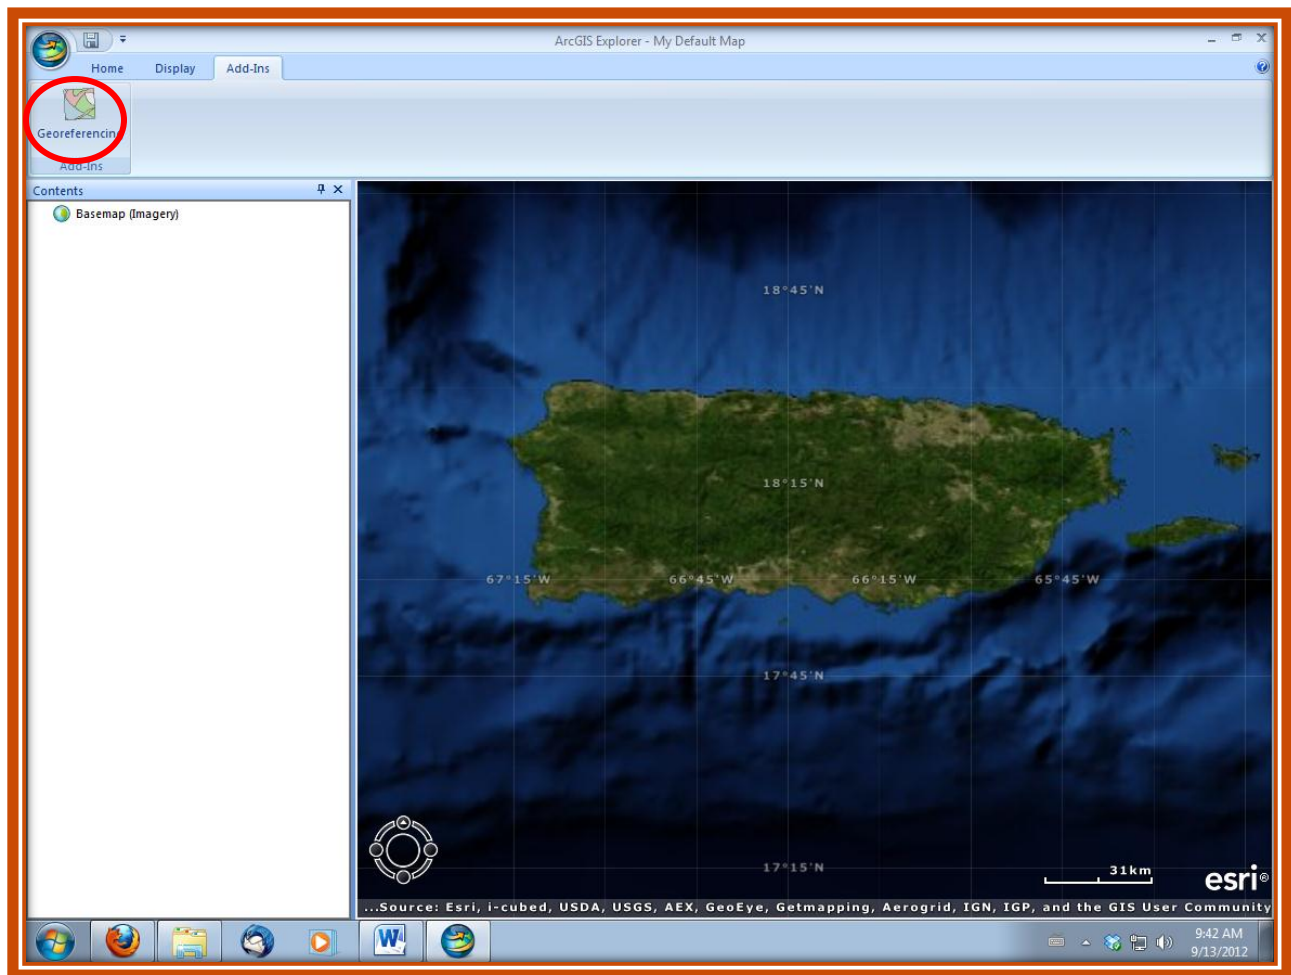 ArcGIS Explorer - My Default Map
Home Display Add-Ins
Georeferencing
Add-Ins
Contents
Basemap (Imagery)
18°45'N
18°15'N
67°15'W 66°45'W 66°15'W 65°45'W
17°45'N
17°15'N
31km
esri®
...Source: Esri, i-cubed, USDA, USGS, AEX, GeoEye, Getmapping, Aerogrid, IGN, IGP, and the GIS User Community
W
9:42 AM
9/13/2012